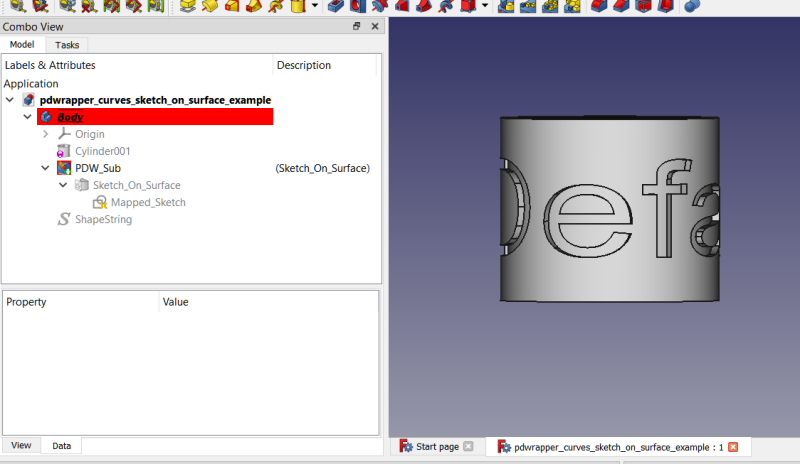 Combo View
Model Tasks
Labels & Attributes Description
Application
pdwrapper_curves_sketch_on_surface_example
Body
Origin
Cylinder001
PDW_Sub (Sketch_On_Surface)
Sketch_On_Surface
Mapped_Sketch
ShapeString
Property Value
View Data
efa
Start page pdwrapper_curves_sketch_on_surface_example : 1